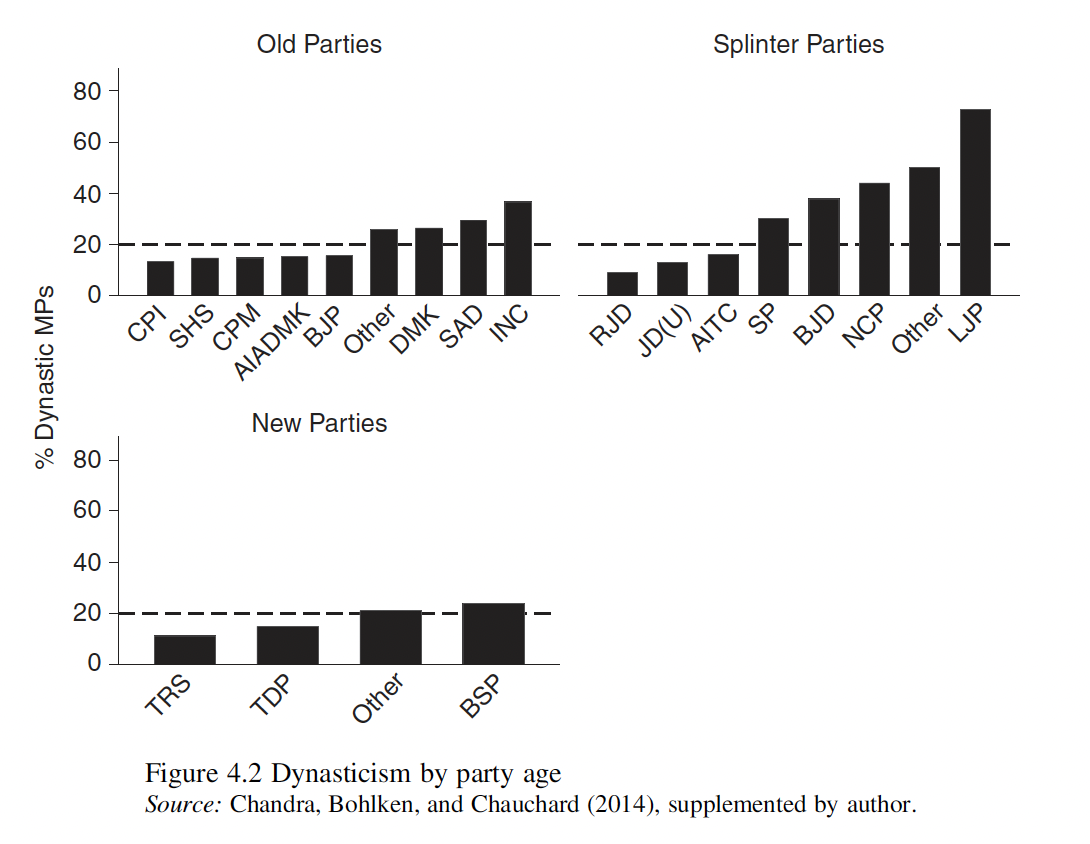 Old Parties
Splinter Parties
% Dynastic MPs
80
60
40
20
0
CPI SHS CPM AIADMK BJP Other DMK SAD INC
RJD JD(U) AITC SP BJD NCP Other LJP
New Parties
80
60
40
20
0
TRS TDP Other BSP
Figure 4.2 Dynasticism by party age
Source: Chandra, Bohlken, and Chauchard (2014), supplemented by author.